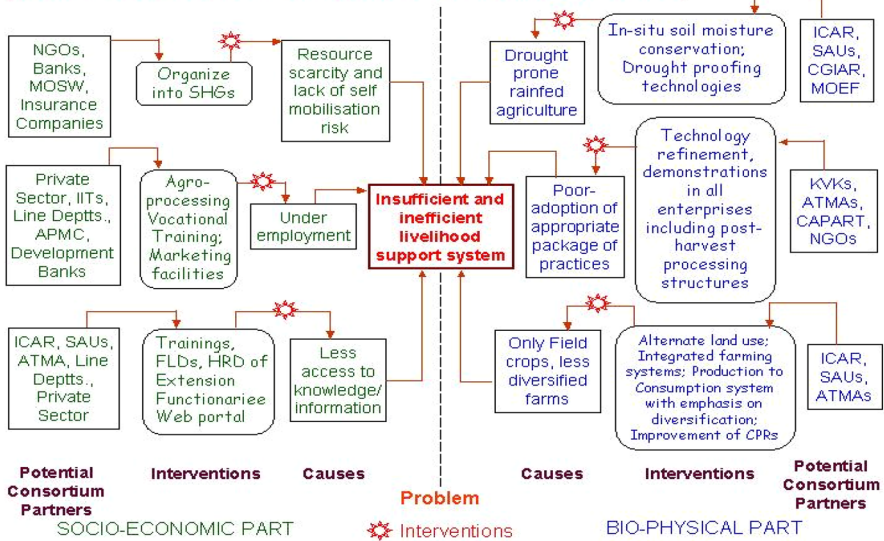 NGOs,
Banks,
MOSW,
Insurance
Companies
Organize
into SHGs
Resource
scarcity and
lack of self
mobilisation
risk
Drought
prone
rainfed
agriculture
In-situ soil moisture
conservation;
Drought proofing
technologies
ICAR,
SAUs,
CGIAR,
MOEF
Private
Sector, IITs,
Line Deptts.,
APMC,
Development
Banks
Agro-
processing
Vocational
Training;
Marketing
facilities
Under
employment
Insufficient and
inefficient
livelihood
support system
Poor-
adoption of
appropriate
package of
practices
Technology
refinement,
demonstrations
in all
enterprises
including post-
harvest
processing
structures
KVKs,
ATMAs,
CAPART,
NGOs
ICAR, SAUs,
ATMA, Line
Deptts.,
Private
Sector
Trainings,
FLDs, HRD of
Extension
Functionariee
Web portal
Less
access to
knowledge/
information
Only Field
crops, less
diversified
farms
Alternate land use;
Integrated farming
systems; Production to
Consumption system
with emphasis on
diversification;
Improvement of CPRs
ICAR,
SAUs,
ATMAs
Potential
Consortium
Partners
Interventions
Causes
Problem
Causes
Interventions
Potential
Consortium
Partners
SOCIO-ECONOMIC PART
Interventions
BIO-PHYSICAL PART